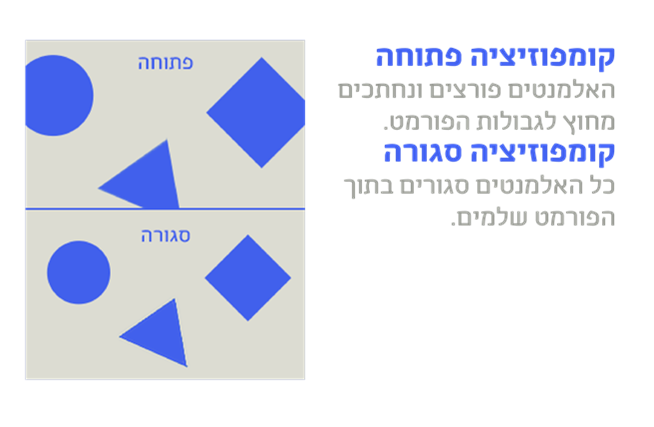 קומפוזיציה פתוחה
האלמנטים פורצים ונחתכים
מחוץ לגבולות הפורמט.
קומפוזיציה סגורה
כל האלמנטים סגורים בתוך
הפורמט שלמים.
פתוחה
סגורה